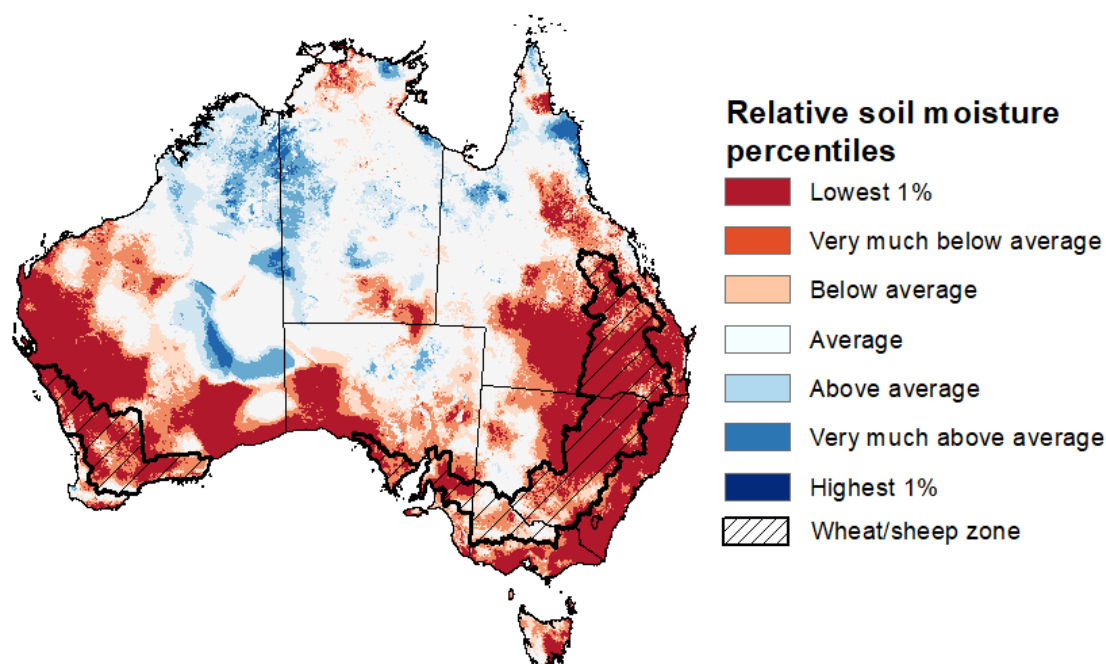 Relative soil moisture
percentiles
Lowest 1%
Very much below average
Below average
Average
Above average
Very much above average
Highest 1%
Wheat/sheep zone